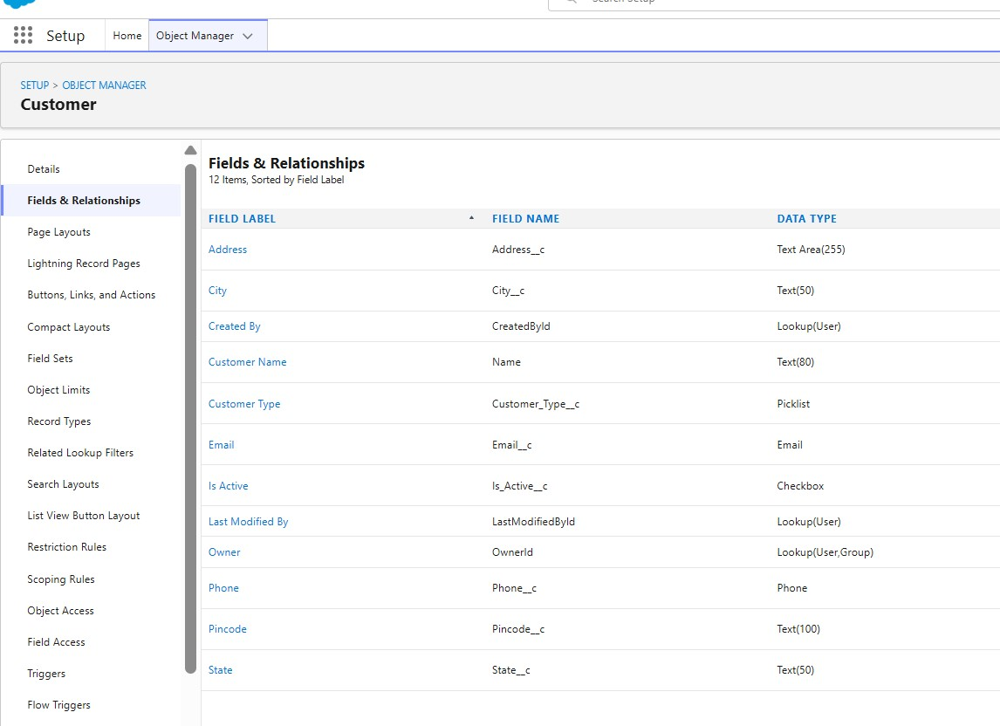 Search Setup
Setup
Home
Object Manager
SETUP > OBJECT MANAGER
Customer
Details
Fields & Relationships
Page Layouts
Lightning Record Pages
Buttons, Links, and Actions
Compact Layouts
Field Sets
Object Limits
Record Types
Related Lookup Filters
Search Layouts
List View Button Layout
Restriction Rules
Scoping Rules
Object Access
Field Access
Triggers
Flow Triggers
Fields & Relationships
12 Items, Sorted by Field Label
FIELD LABEL FIELD NAME DATA TYPE
Address Address__c Text Area(255)
City City__c Text(50)
Created By CreatedById Lookup(User)
Customer Name Name Text(80)
Customer Type Customer_Type__c Picklist
Email Email__c Email
Is Active Is_Active__c Checkbox
Last Modified By LastModifiedById Lookup(User)
Owner OwnerId Lookup(User,Group)
Phone Phone__c Phone
Pincode Pincode__c Text(100)
State State__c Text(50)